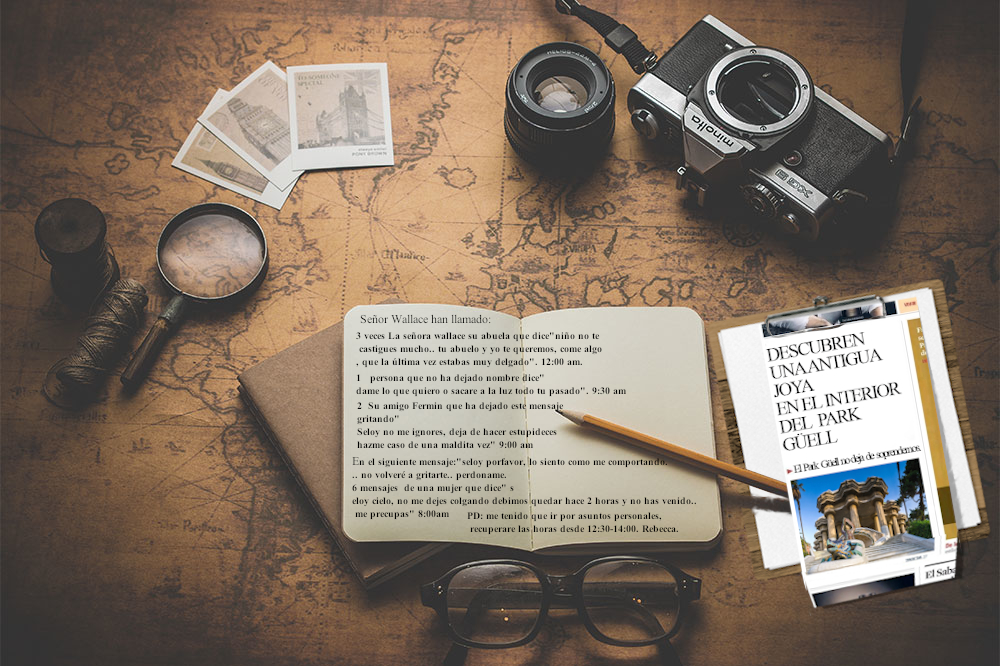 TO SOMEONE
SPECIAL
minolta
X-300
Señor Wallace han llamado:
3 veces La señora wallace su abuela que dice"niño no te
castigues mucho.. tu abuelo y yo te queremos, come algo
, que la última vez estabas muy delgado". 12:00 am.
1 persona que no ha dejado nombre dice"
dame lo que quiero o sacare a la luz todo tu pasado". 9:30 am
2 Su amigo Fermin que ha dejado este mensaje
gritando"
Seloy no me ignores, deja de hacer estupideces
hazme caso de una maldita vez" 9:00 am
En el siguiente mensaje:"seloy porfavor, lo siento como me comportando.
.. no volveré a gritarte.. perdoname.
6 mensajes de una mujer que dice" s
eloy cielo, no me dejes colgando debimos quedar hace 2 horas y no has venido..
me precupas" 8:00am
PD: me tenido que ir por asuntos personales,
recuperare las horas desde 12:30-14:00. Rebecca.
DESCUBREN
UNA ANTIGUA
JOYA
EN EL INTERIOR
DEL PARK
GÜELL
El Park Güell no deja de soprendernos.
El Saba